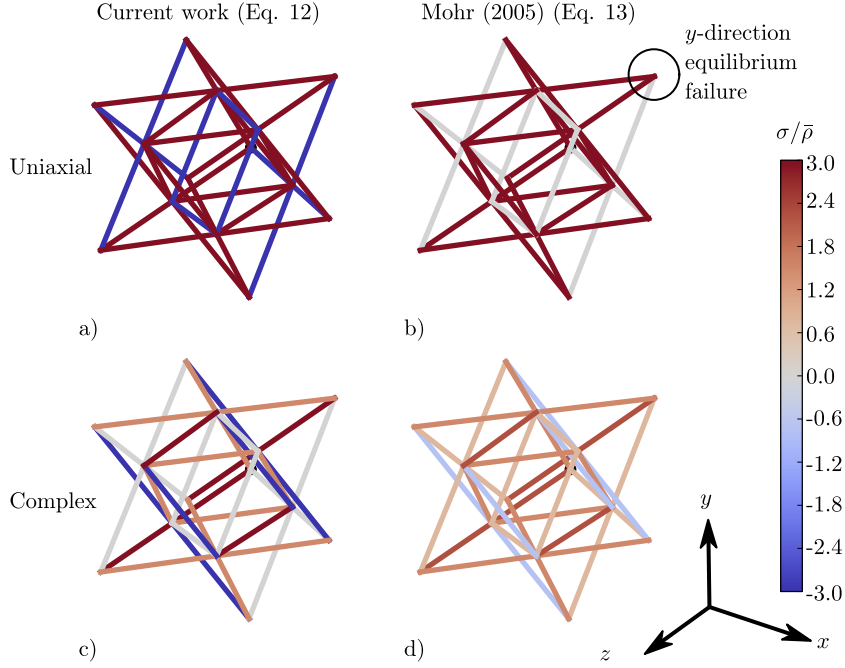 Current work (Eq. 12)
Mohr (2005) (Eq. 13)
y-direction
equilibrium
failure
σ/ρ̄
Uniaxial
3.0
2.4
1.8
1.2
0.6
0.0
-0.6
-1.2
-1.8
-2.4
-3.0
a)
b)
Complex
y
x
z
c)
d)